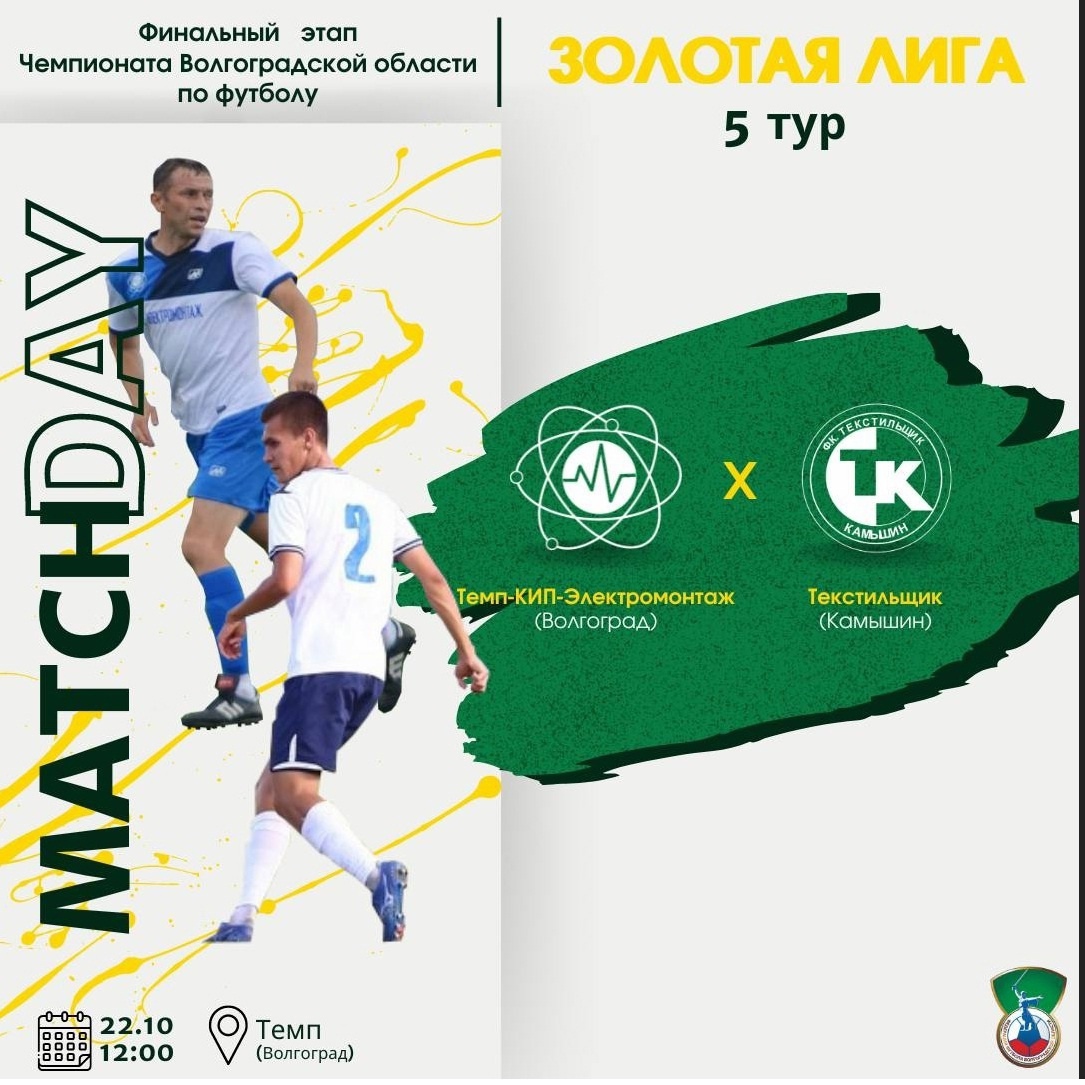 Финальный этап
Чемпионата Волгоградской области
по футболу
ЗОЛОТАЯ ЛИГА
5 тур
MATCHDAY
ЭЛЕКТРОМОНТАЖ
2
ФК ТЕКСТИЛЬЩИК
ТК
КАМЫШИН
X
Темп-КИП-Электромонтаж
(Волгоград)
Текстильщик
(Камышин)
22.10
12:00
Темп
(Волгоград)